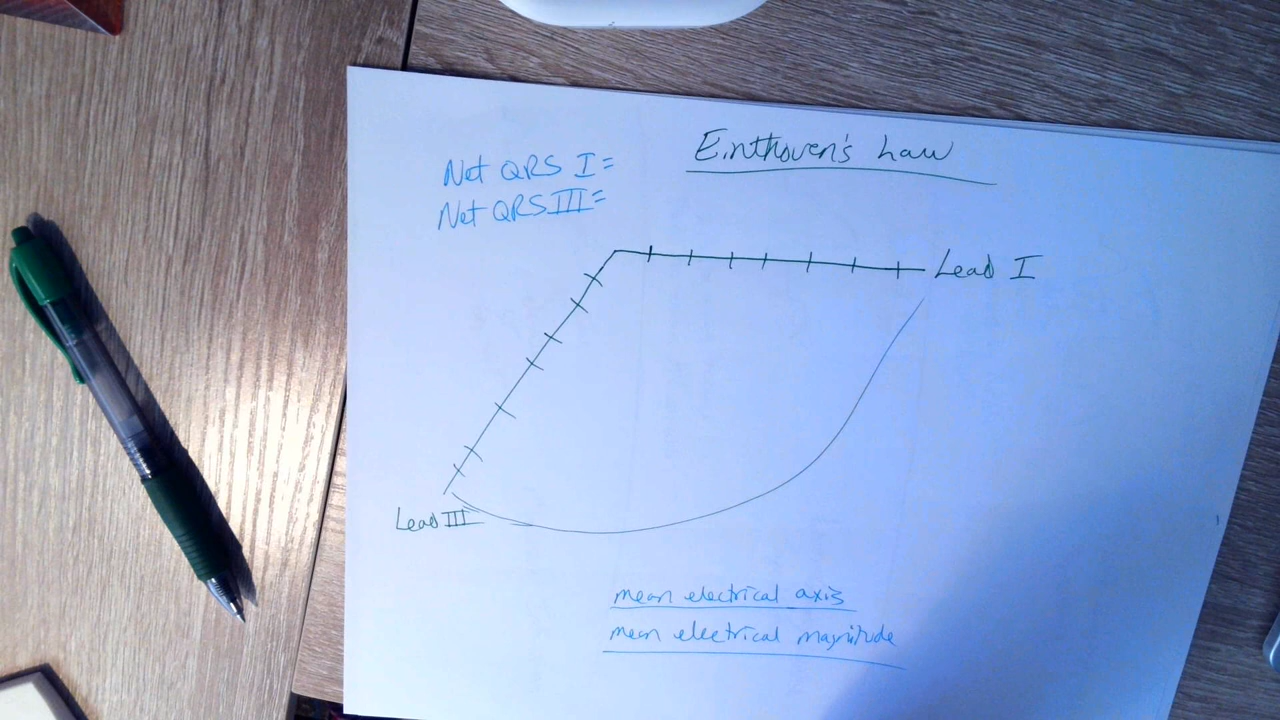 Einthoven's Law
Net QRS I=
Net QRS III=
Lead I
Lead III
mean electrical axis
mean electrical magnitude